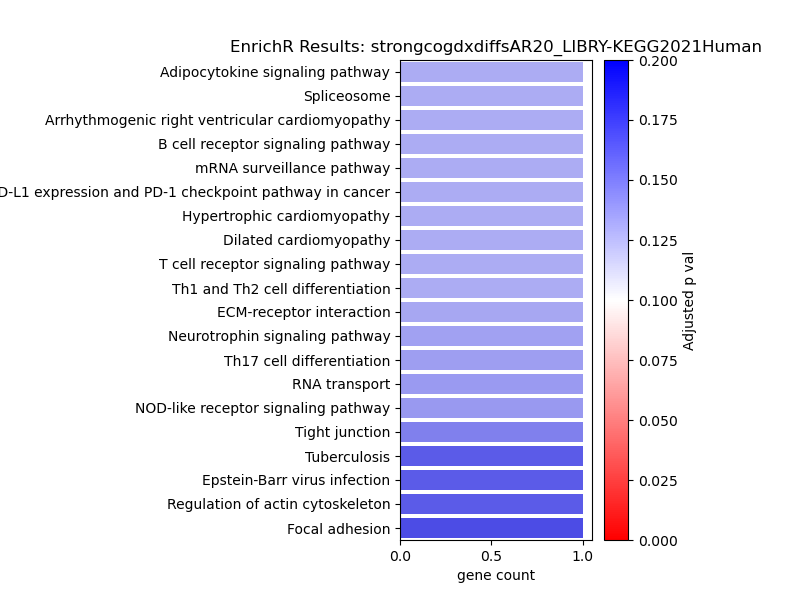 EnrichR Results: strongcogdxdiffsAR20_LIBRY-KEGG2021Human
Adipocytokine signaling pathway
Spliceosome
Arrhythmogenic right ventricular cardiomyopathy
B cell receptor signaling pathway
mRNA surveillance pathway
D-L1 expression and PD-1 checkpoint pathway in cancer
Hypertrophic cardiomyopathy
Dilated cardiomyopathy
T cell receptor signaling pathway
Th1 and Th2 cell differentiation
ECM-receptor interaction
Neurotrophin signaling pathway
Th17 cell differentiation
RNA transport
NOD-like receptor signaling pathway
Tight junction
Tuberculosis
Epstein-Barr virus infection
Regulation of actin cytoskeleton
Focal adhesion
0.0 0.5 1.0
gene count
0.200
0.175
0.150
0.125
0.100
0.075
0.050
0.025
0.000
Adjusted p val